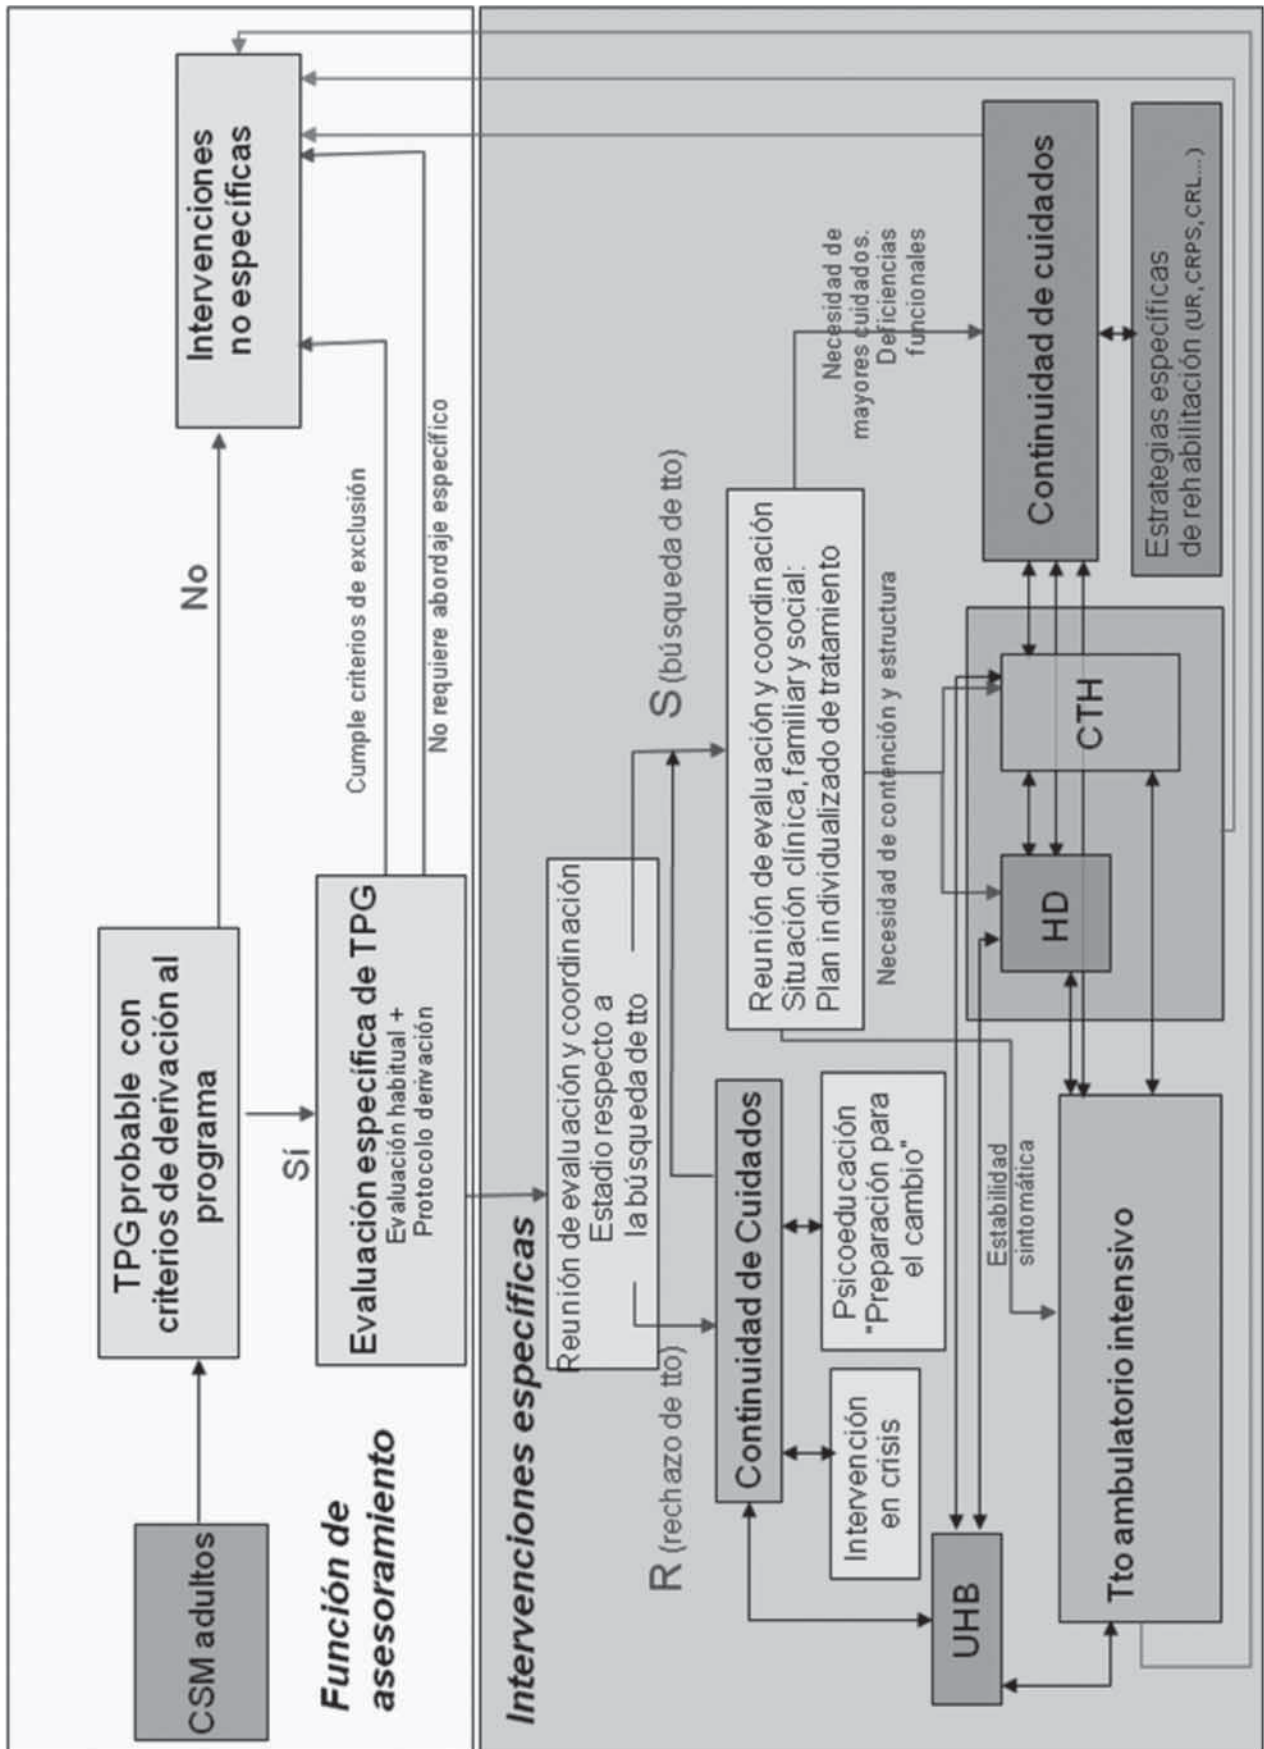 CSM adultos
TPG probable con
criterios de derivación al
programa
No
Intervenciones
no específicas
Sí
Función de
asesoramiento
Evaluación específica de TPG
Evaluación habitual +
Protocolo derivación
Cumple criterios de exclusión
No requiere abordaje específico
Intervenciones específicas
Reunión de evaluación y coordinación
Estadio respecto a
la búsqueda de tto
R (rechazo de tto)
S (búsqueda de tto)
Continuidad de Cuidados
Intervención
en crisis
Psicoeducación
"Preparación para
el cambio"
Reunión de evaluación y coordinación
Situación clínica, familiar y social:
Plan individualizado de tratamiento
Necesidad de
mayores cuidados.
Deficiencias
funcionales
Necesidad de contención y estructura
Estabilidad
sintomática
UHB
Tto ambulatorio intensivo
HD
CTH
Continuidad de cuidados
Estrategias específicas
de rehabilitación (UR, CRPS, CRL...)